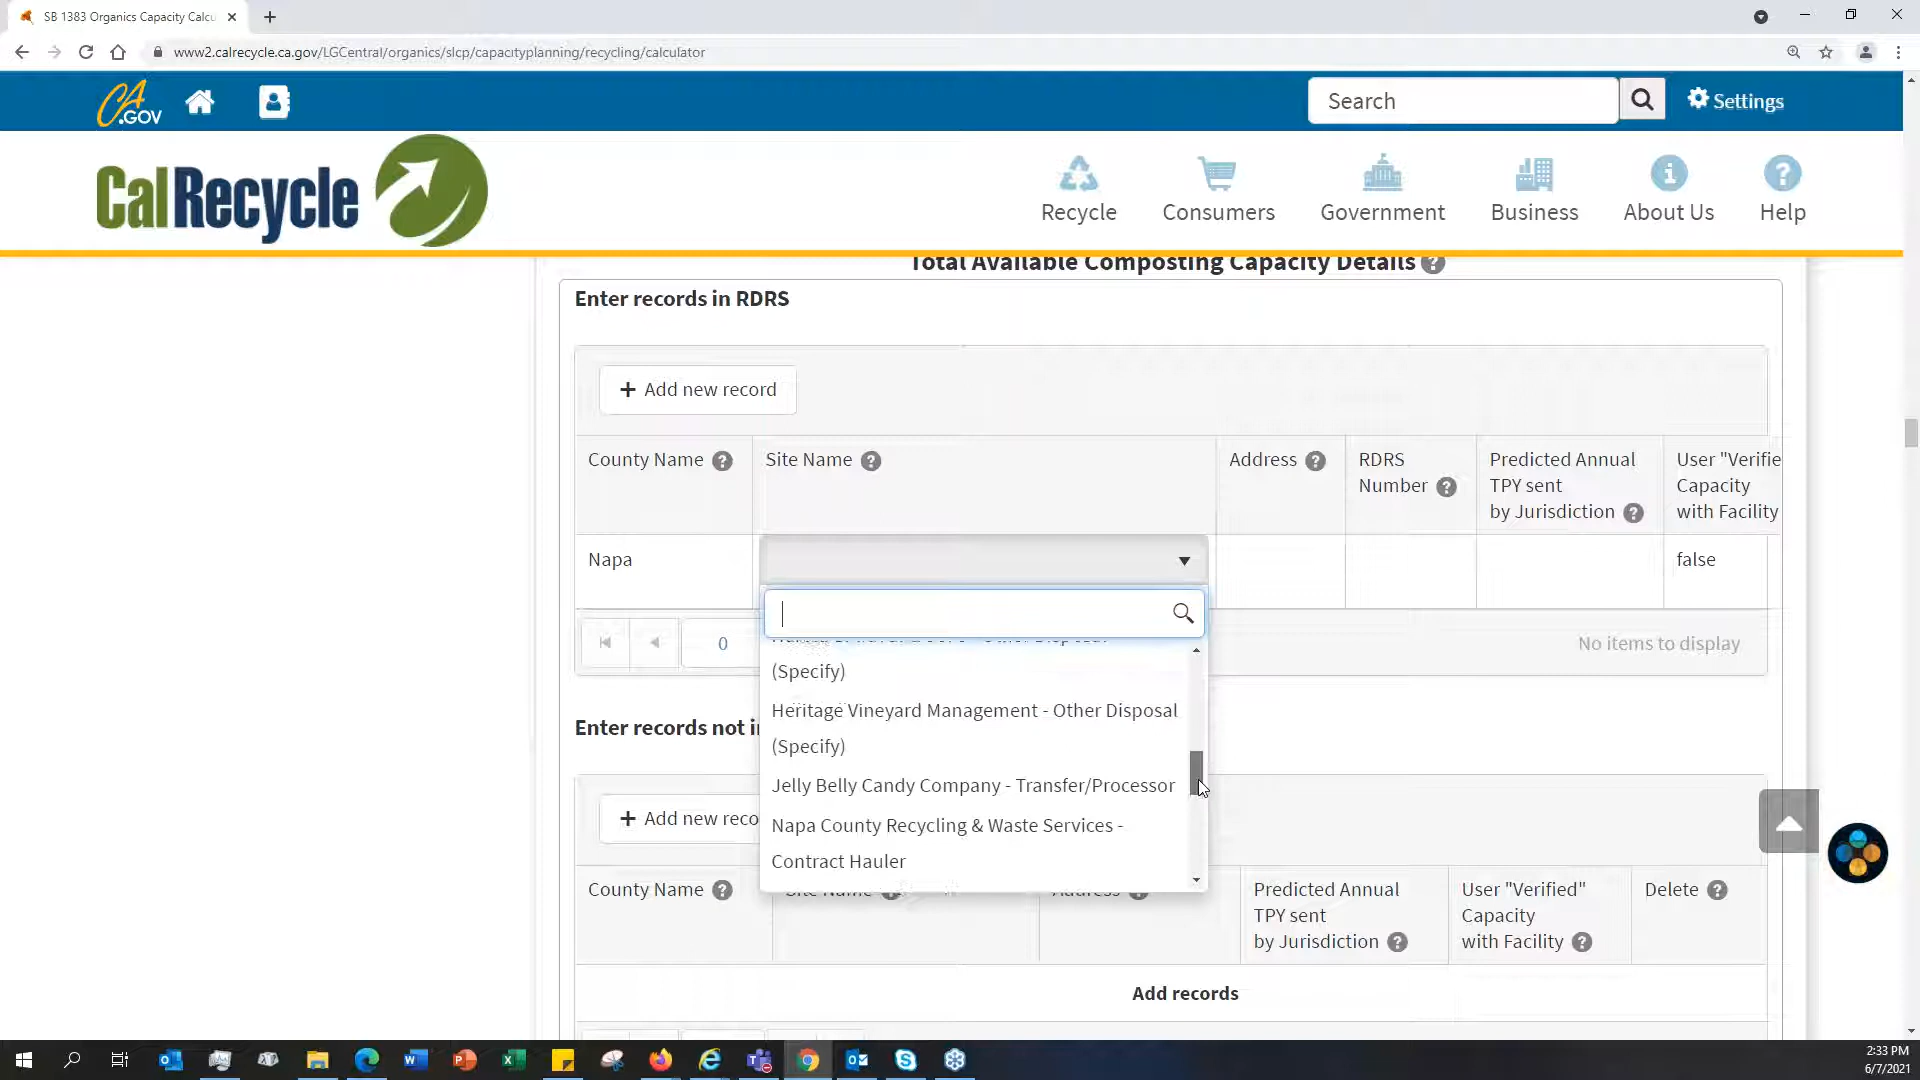 SB 1383 Organics Capacity Calcu
www2.calrecycle.ca.gov/LGCentral/organics/slcp/capacityplanning/recycling/calculator
CA.GOV
Search
Settings
CalRecycle
Recycle Consumers Government Business About Us Help
Total Available Composting Capacity Details ?
Enter records in RDRS
+ Add new record
County Name ?
Site Name ?
Address ?
RDRS
Number ?
Predicted Annual
TPY sent
by Jurisdiction ?
User "Verifie
Capacity
with Facility
Napa
false
0
No items to display
(Specify)
Heritage Vineyard Management - Other Disposal
(Specify)
Jelly Belly Candy Company - Transfer/Processor
Napa County Recycling & Waste Services -
Contract Hauler
Enter records not i
+ Add new reco
County Name ?
Site Name ?
Address ?
Predicted Annual
TPY sent
by Jurisdiction ?
User "Verified"
Capacity
with Facility ?
Delete ?
Add records
2:33 PM
6/7/2021